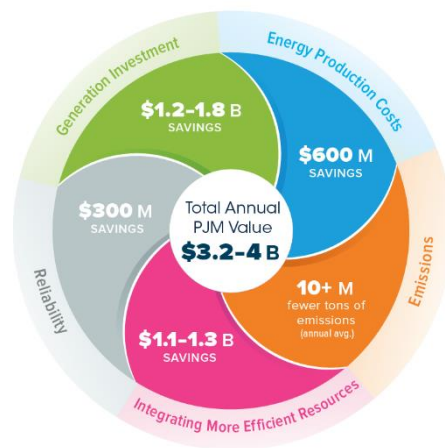 Generation Investment
$1.2-1.8 B
SAVINGS
Energy Production Costs
$600 M
SAVINGS
Emissions
10+ M
fewer tons of
emissions
(annual avg.)
Integrating More Efficient Resources
$1.1-1.3 B
SAVINGS
Reliability
$300 M
SAVINGS
Total Annual
PJM Value
$3.2-4 B